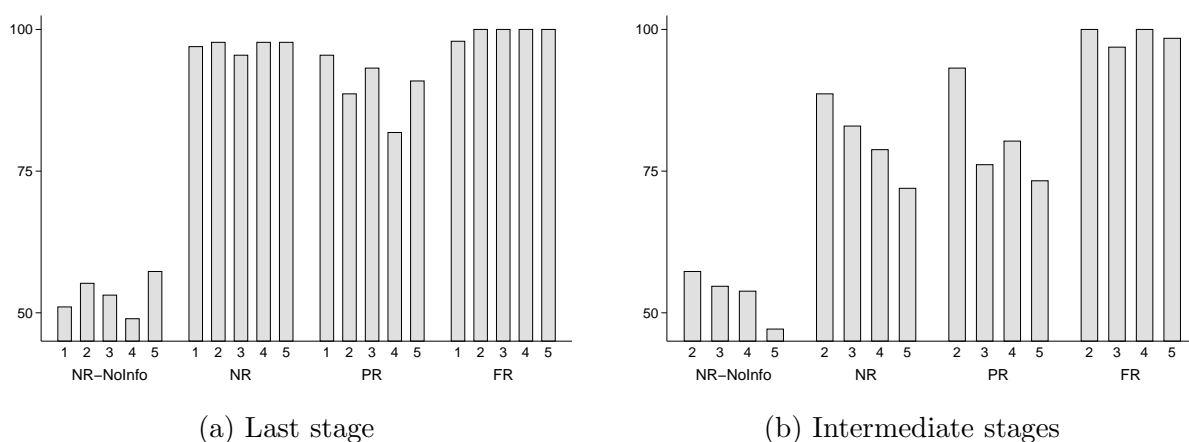 100
75
50
1 2 3 4 5 1 2 3 4 5 1 2 3 4 5 1 2 3 4 5
NR−NoInfo NR PR FR
(a) Last stage
100
75
50
2 3 4 5 2 3 4 5 2 3 4 5 2 3 4 5
NR−NoInfo NR PR FR
(b) Intermediate stages